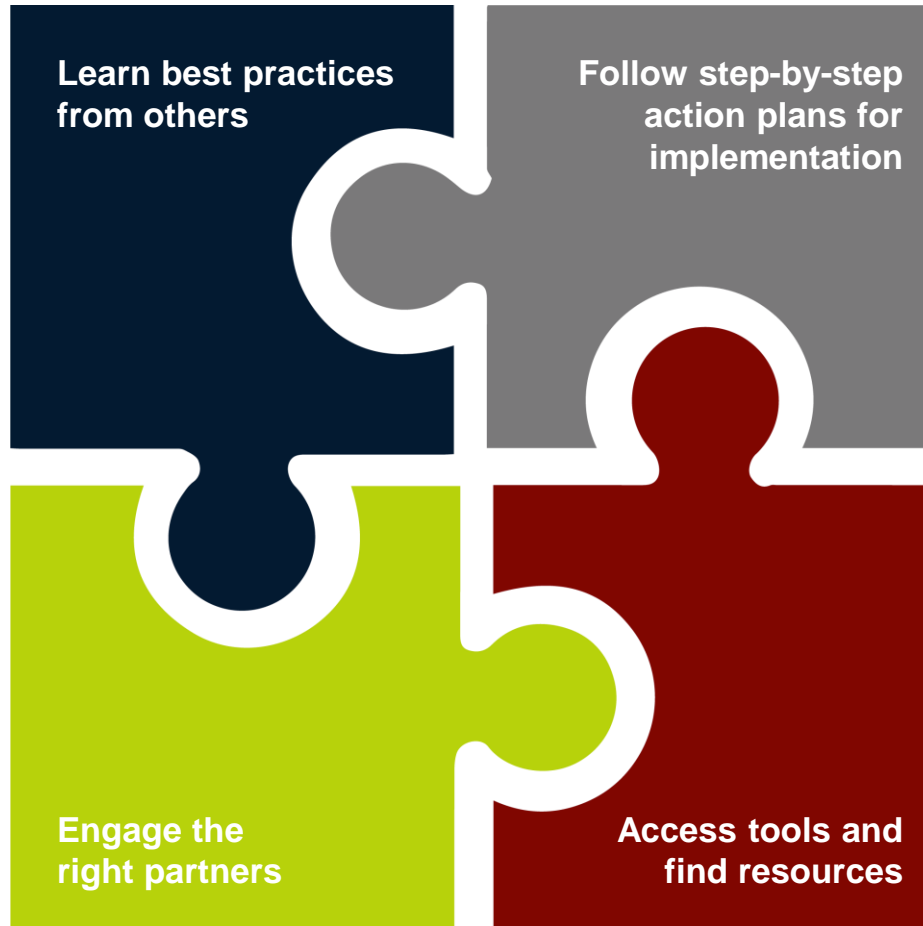 Learn best practices
from others
Follow step-by-step
action plans for
implementation
Engage the
right partners
Access tools and
find resources